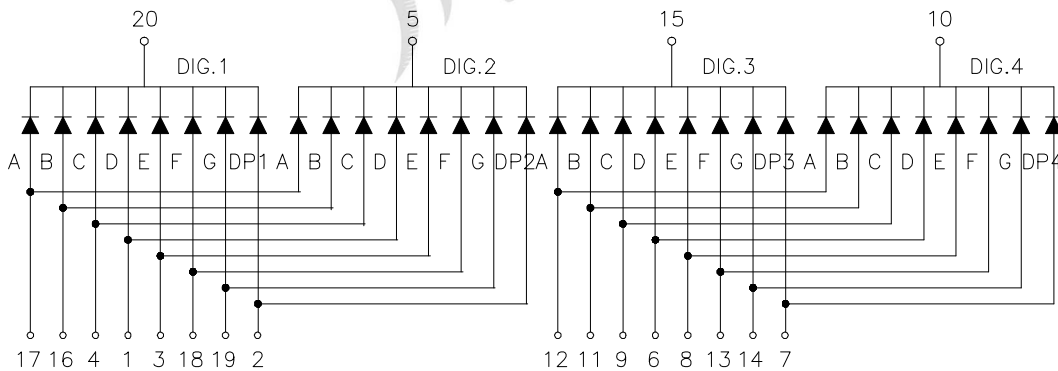 20 5 15 10
DIG.1 DIG.2 DIG.3 DIG.4
A B C D E F G DP1 A B C D E F G DP2 A B C D E F G DP3 A B C D E F G DP4
17 16 4 1 3 18 19 2 12 11 9 6 8 13 14 7